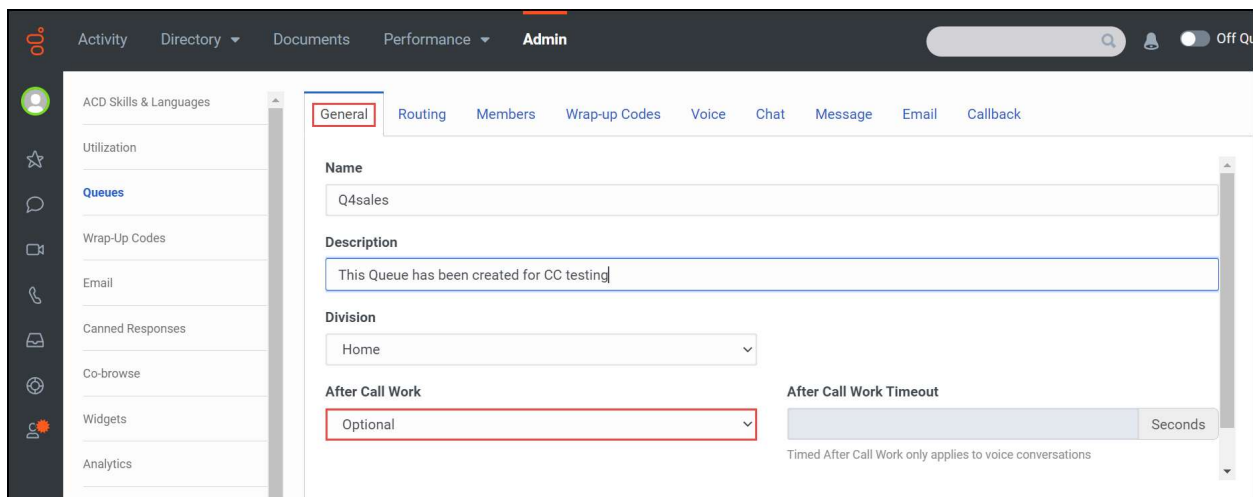 Activity Directory Documents Performance Admin Off Qu
ACD Skills & Languages
Utilization
Queues
Wrap-Up Codes
Email
Canned Responses
Co-browse
Widgets
Analytics
General Routing Members Wrap-up Codes Voice Chat Message Email Callback
Name
Q4sales
Description
This Queue has been created for CC testing
Division
Home
After Call Work After Call Work Timeout
Optional Seconds
Timed After Call Work only applies to voice conversations